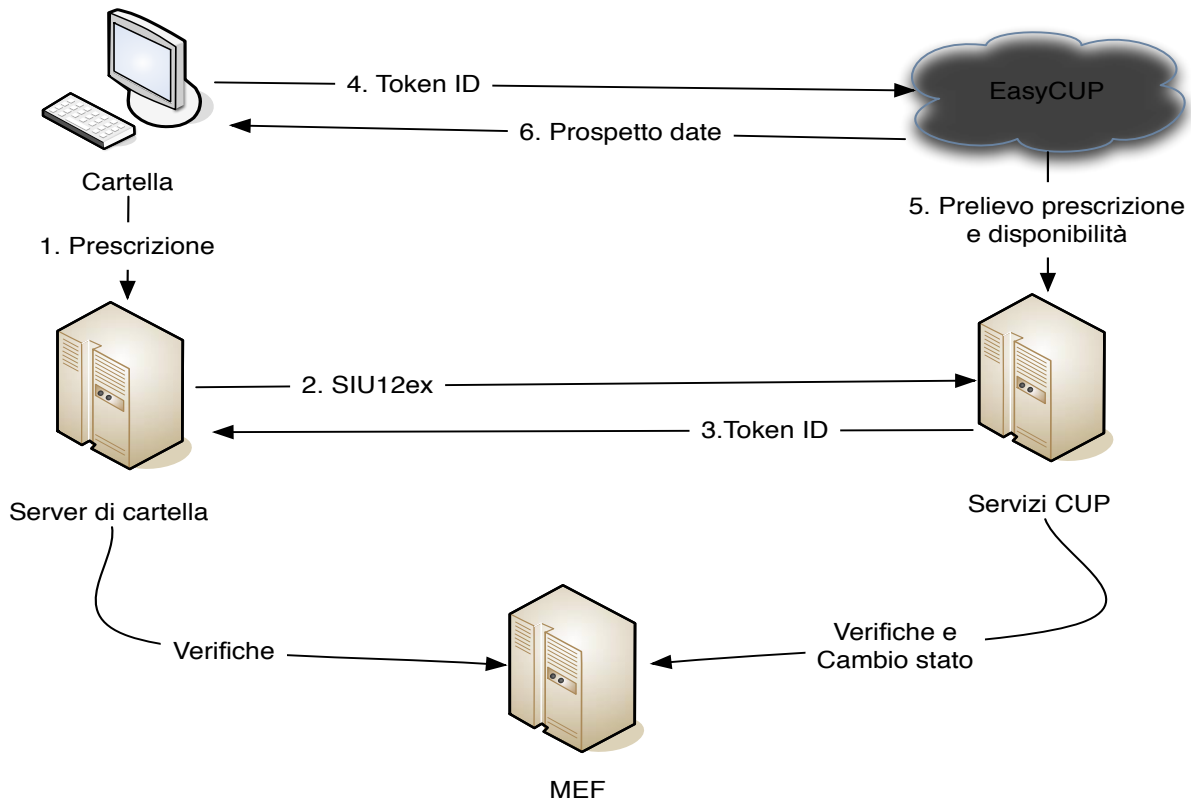 4. Token ID
EasyCUP
6. Prospetto date
Cartella
5. Prelievo prescrizione
e disponibilità
1. Prescrizione
2. SIU12ex
3.Token ID
Server di cartella
Servizi CUP
Verifiche
Verifiche e
Cambio stato
MEF